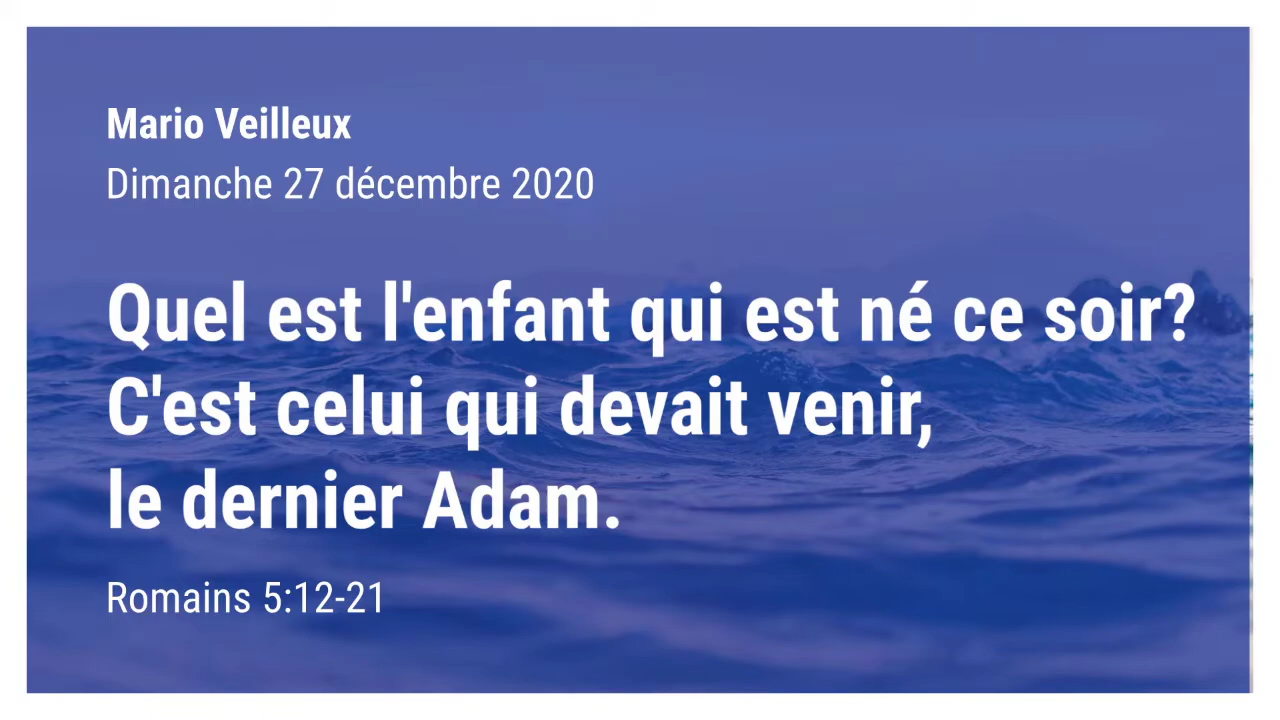 Mario Veilleux
Dimanche 27 décembre 2020
Quel est l'enfant qui est né ce soir?
C'est celui qui devait venir,
le dernier Adam.
Romains 5:12-21